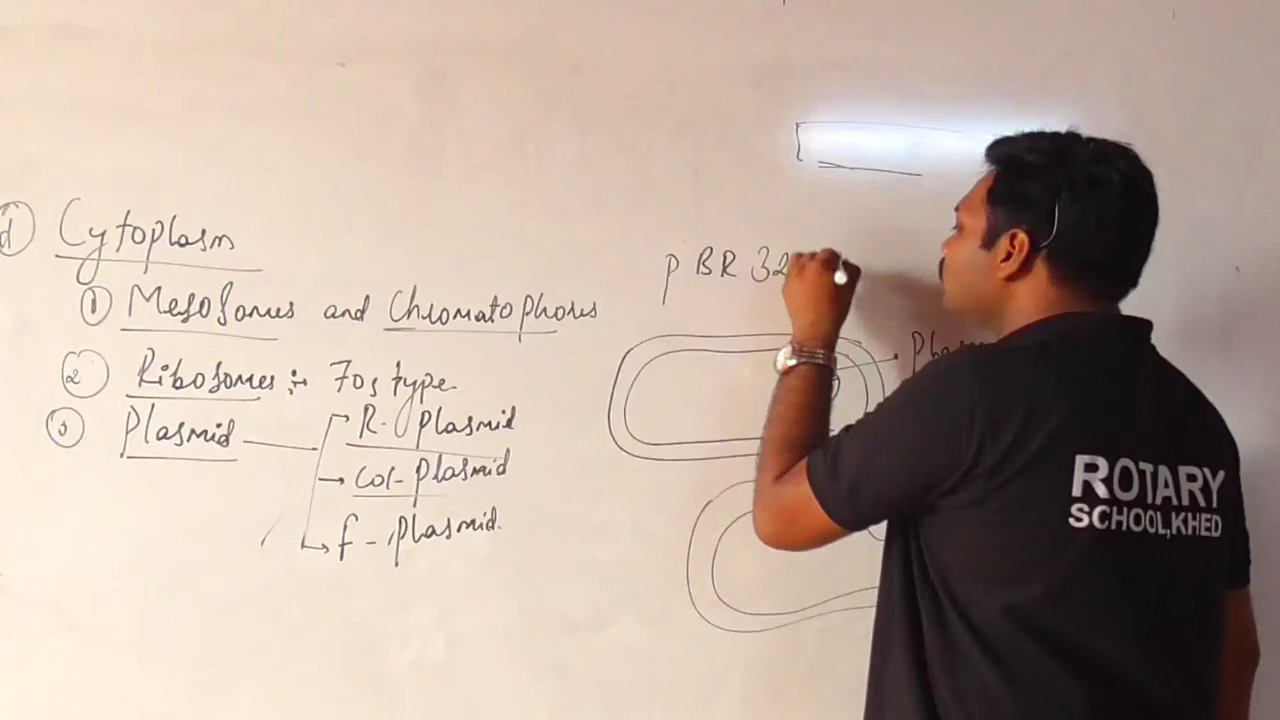 d Cytoplasm
1 Mesosomes and Chromatophores
2 Ribosomes :- 70s type
3 Plasmid
R- Plasmid
Col- Plasmid
f - Plasmid.
p BR 32
Plasm
ROTARY
SCHOOL,KHED